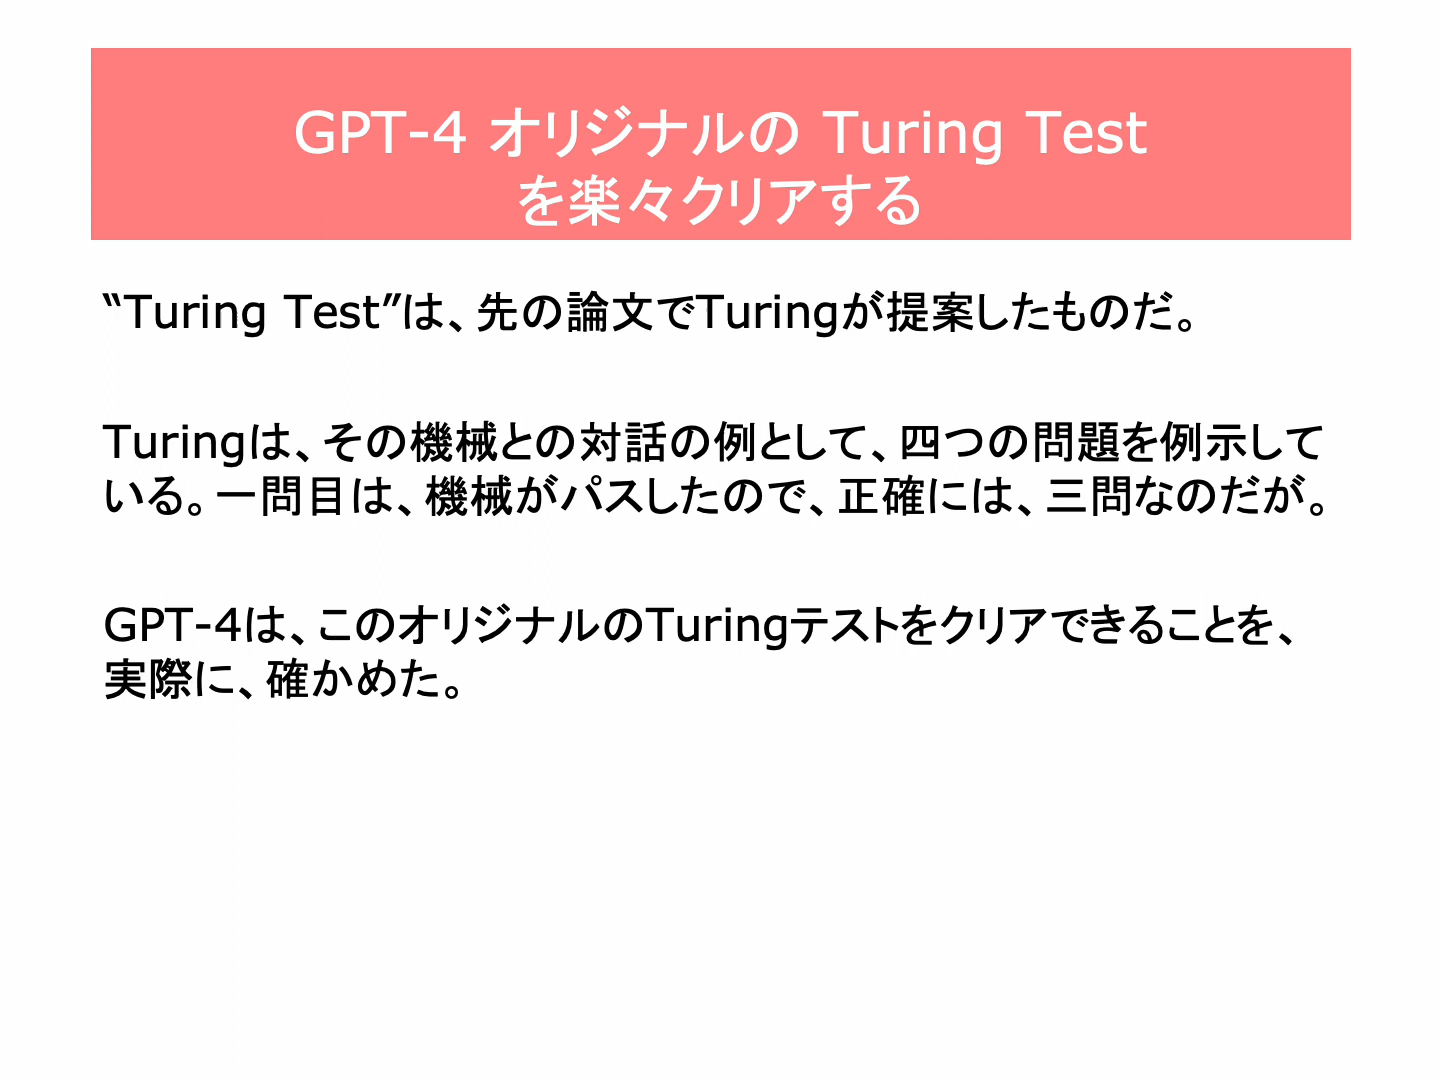 GPT-4 オリジナルの Turing Test
を楽々クリアする
“Turing Test”は、先の論文でTuringが提案したものだ。
Turingは、その機械との対話の例として、四つの問題を例示して
いる。一問目は、機械がパスしたので、正確には、三問なのだが。
GPT-4は、このオリジナルのTuringテストをクリアできることを、
実際に、確かめた。